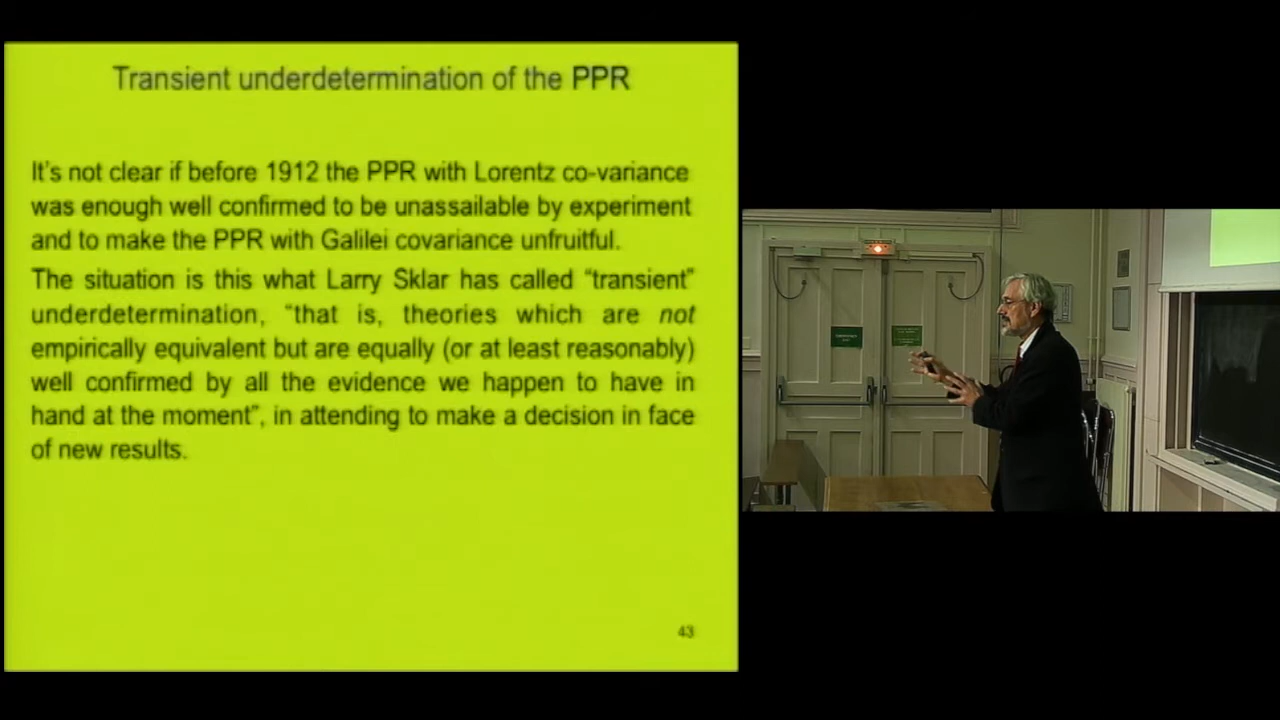 Transient underdetermination of the PPR
It's not clear if before 1912 the PPR with Lorentz co-variance
was enough well confirmed to be unassailable by experiment
and to make the PPR with Galilei covariance unfruitful.
The situation is this what Larry Sklar has called “transient”
underdetermination, “that is, theories which are not
empirically equivalent but are equally (or at least reasonably)
well confirmed by all the evidence we happen to have in
hand at the moment”, in attending to make a decision in face
of new results.
43